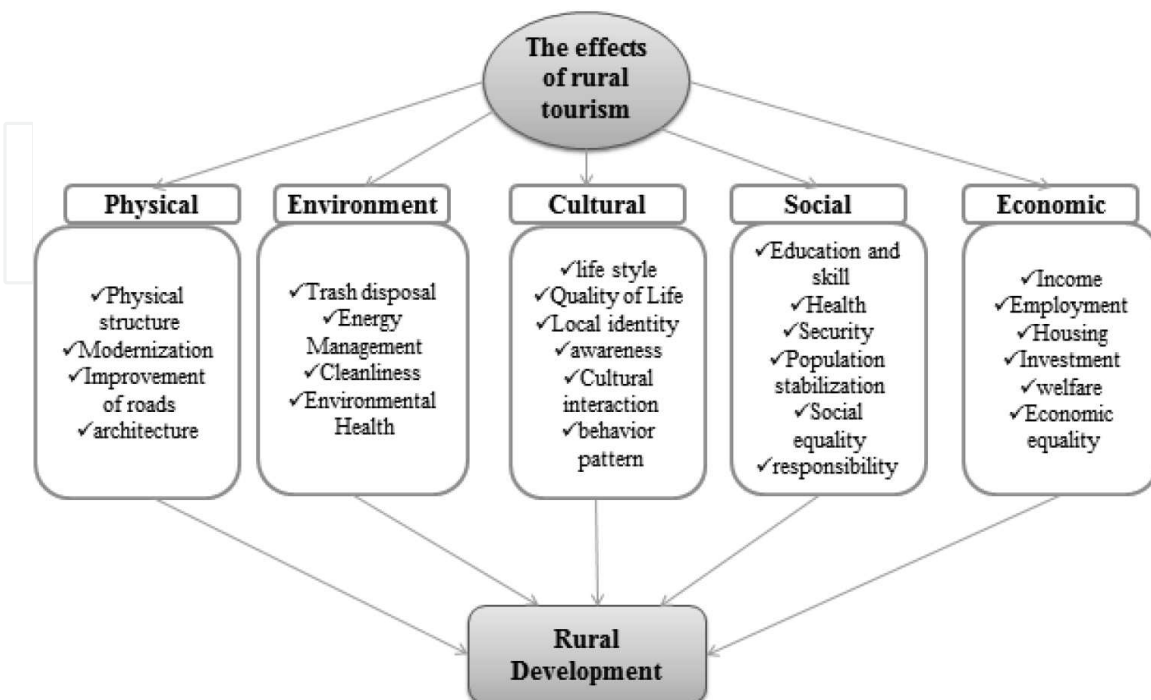 The effects
of rural
tourism
Physical
✓Physical
structure
✓Modernization
✓Improvement
of roads
✓architecture
Environment
✓Trash disposal
✓Energy
Management
✓Cleanliness
✓Environmental
Health
Cultural
✓life style
✓Quality of Life
✓Local identity
✓awareness
✓Cultural
interaction
✓behavior
pattern
Social
✓Education and
skill
✓Health
✓Security
✓Population
stabilization
✓Social
equality
✓responsibility
Economic
✓Income
✓Employment
✓Housing
✓Investment
✓welfare
✓Economic
equality
Rural
Development